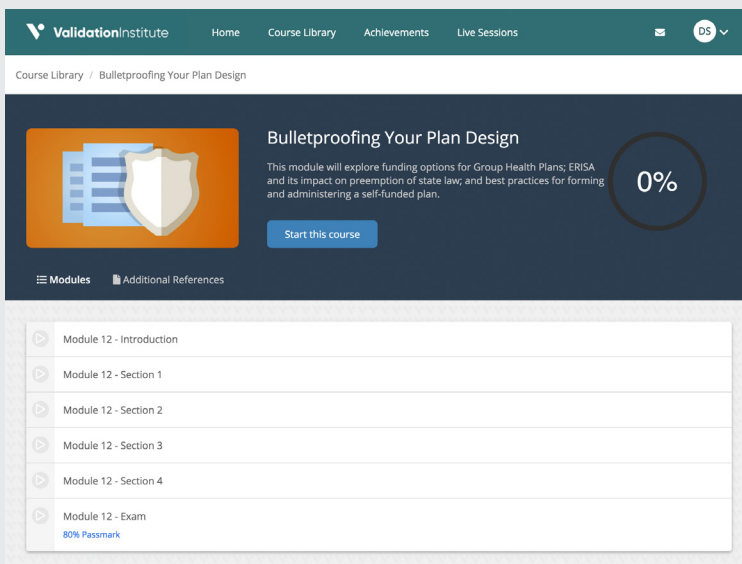 ValidationInstitute Home Course Library Achievements Live Sessions DS
Course Library / Bulletproofing Your Plan Design
Bulletproofing Your Plan Design
This module will explore funding options for Group Health Plans; ERISA
and its impact on preemption of state law; and best practices for forming
and administering a self-funded plan.
0%
Start this course
Modules Additional References
Module 12 - Introduction
Module 12 - Section 1
Module 12 - Section 2
Module 12 - Section 3
Module 12 - Section 4
Module 12 - Exam
80% Passmark